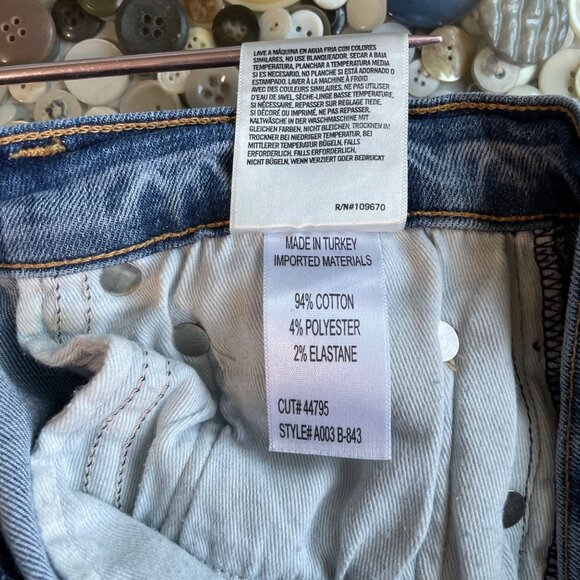 LAVE A MÁQUINA EN AGUA FRIA CON COLORES
SIMILARES, NO USE BLANQUEADOR. SECAR A BAJA
TEMPERATURA, PLANCHAR A TEMPERATURA MEDIA
SI ES NECESARIO, NO PLANCHAR SI ESTÁ ADORNADO O
ESTAMPADO. LAVER À LA MACHINE À FROID
AVEC DES COULEURS SIMILAIRES, NE PAS UTILISER
D'EAU DE JAVEL, SÈCHE-LINGE BASSE TEMPÉRATURE,
SI NÉCESSAIRE, REPASSER SUR REGLAGE TIEDE,
SI DÉCORÉ OU IMPRIMÉ, NE PAS REPASSER.
KALTWÄSCHE IN DER WASCHMASCHINE MIT
GLEICHEN FARBEN, NICHT BLEICHEN, TROCKNEN IM
TROCKNER BEI NIEDRIGER TEMPERATUR, BEI
MITTLERER TEMPERATUR BÜGELN, FALLS
ERFORDERLICH, FALLS ERFORDERLICH,
NICHT BÜGELN, WENN VERZIERT ODER BEDRUCKT
R/N#109670
MADE IN TURKEY
IMPORTED MATERIALS
94% COTTON
4% POLYESTER
2% ELASTANE
CUT# 44795
STYLE# A003 B-843